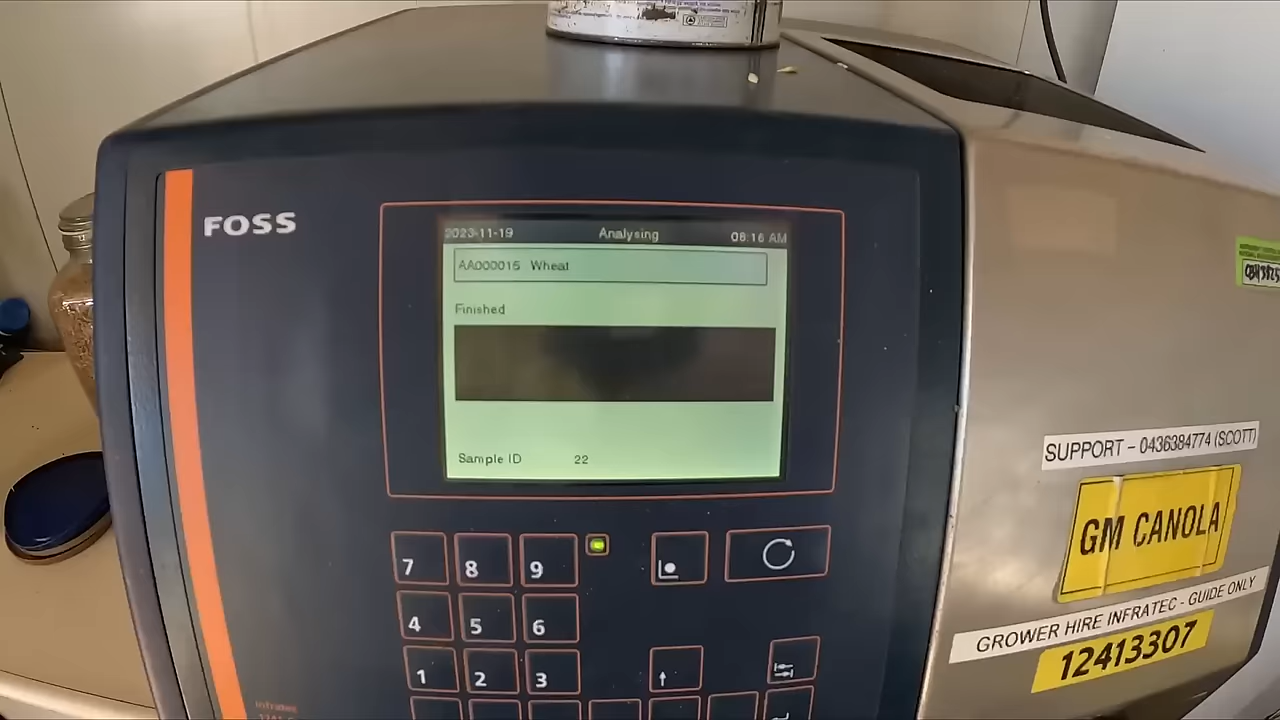 FOSS
2023-11-19 Analysing 08:16 AM
AA000015 Wheat
Finished
Sample ID 22
SUPPORT - 0436384774 (SCOTT)
GM CANOLA
GROWER HIRE INFRATEC - GUIDE ONLY
12413307
7 8 9
4 5 6
1 2 3